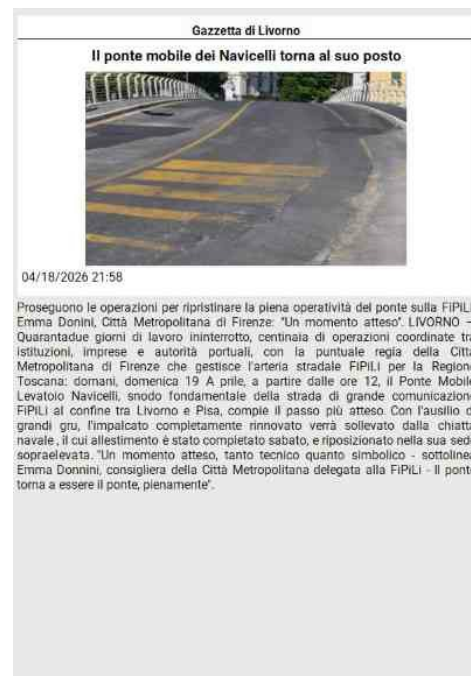 Gazzetta di Livorno
Il ponte mobile dei Navicelli torna al suo posto
04/18/2026 21:58
Proseguono le operazioni per ripristinare la piena operatività del ponte sulla FiPiLi
Emma Donini, Città Metropolitana di Firenze: "Un momento atteso". LIVORNO –
Quarantadue giorni di lavoro ininterrotto, centinaia di operazioni coordinate tra
istituzioni, imprese e autorità portuali, con la puntuale regia della Città
Metropolitana di Firenze che gestisce l'arteria stradale FIPiLi per la Regione
Toscana: domani, domenica 19 A prile, a partire dalle ore 12, il Ponte Mobile
Levatoio Navicelli, snodo fondamentale della strada di grande comunicazione
FiPiLi al confine tra Livorno e Pisa, compie il passo più atteso. Con l'ausilio d
grandi gru, l'impalcato completamente rinnovato verrà sollevato dalla chiatta
navale , il cui allestimento è stato completato sabato, e riposizionato nella sua sede
sopraelevata. "Un momento atteso, tanto tecnico quanto simbolico - sottolinea
Emma Donnini, consigliera della Città Metropolitana delegata alla FiPiLi - Il ponte
torna a essere il ponte, pienamente".